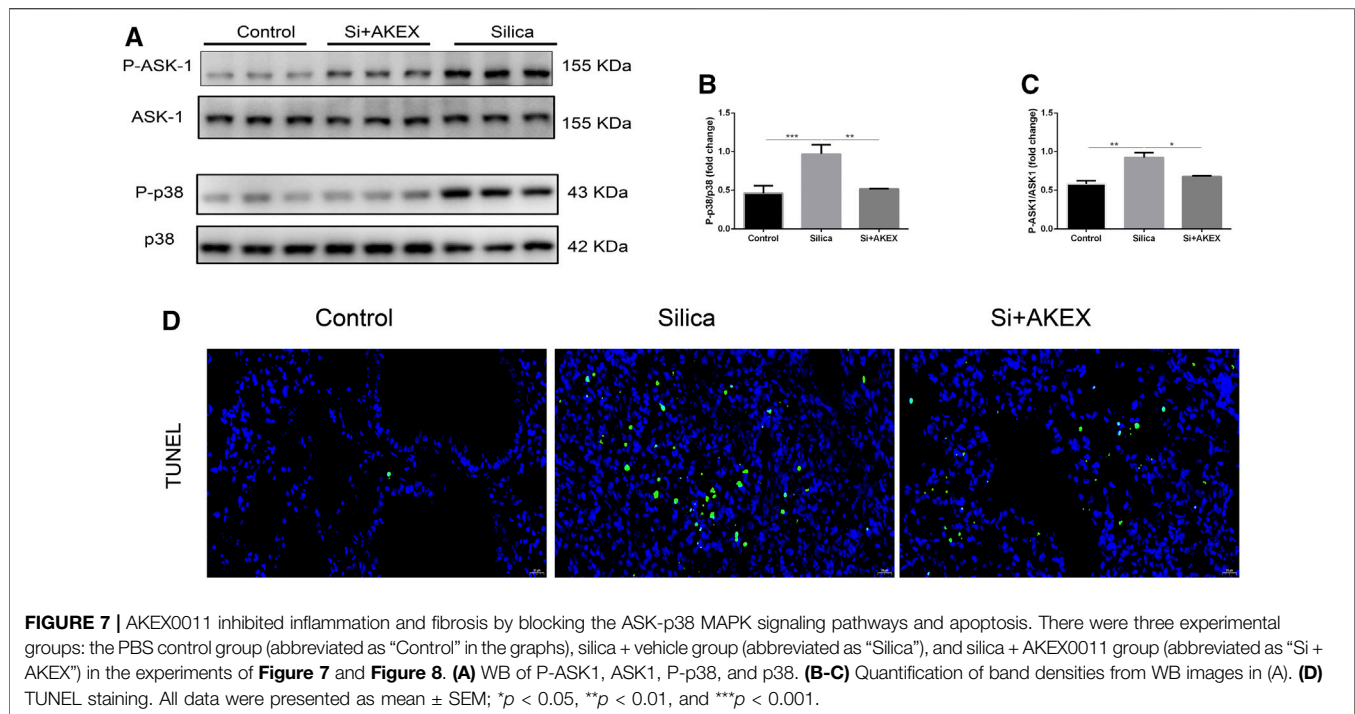 A
Control Si+AKEX Silica
P-ASK-1 155 KDa
ASK-1 155 KDa
P-p38 43 KDa
p38 42 KDa
B
P-p38/p38 (fold change)
1.5
1.0
0.5
0.0
*** **
Control Silica Si+AKEX
C
P-ASK1/ASK1 (fold change)
1.5
1.0
0.5
0.0
** *
Control Silica Si+AKEX
D
Control Silica Si+AKEX
TUNEL
FIGURE 7 | AKEX0011 inhibited inflammation and fibrosis by blocking the ASK-p38 MAPK signaling pathways and apoptosis. There were three experimental
groups: the PBS control group (abbreviated as “Control” in the graphs), silica + vehicle group (abbreviated as “Silica”), and silica + AKEX0011 group (abbreviated as “Si +
AKEX”) in the experiments of Figure 7 and Figure 8. (A) WB of P-ASK1, ASK1, P-p38, and p38. (B-C) Quantification of band densities from WB images in (A). (D)
TUNEL staining. All data were presented as mean ± SEM; *p < 0.05, **p < 0.01, and ***p < 0.001.